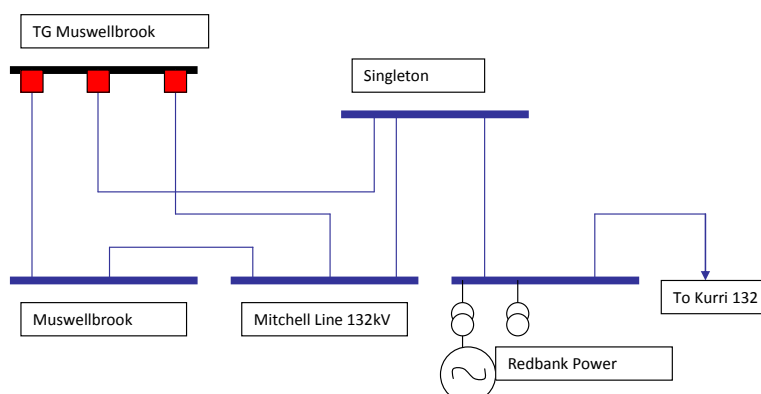 TG Muswellbrook
Singleton
Muswellbrook
Mitchell Line 132kV
To Kurri 132
Redbank Power